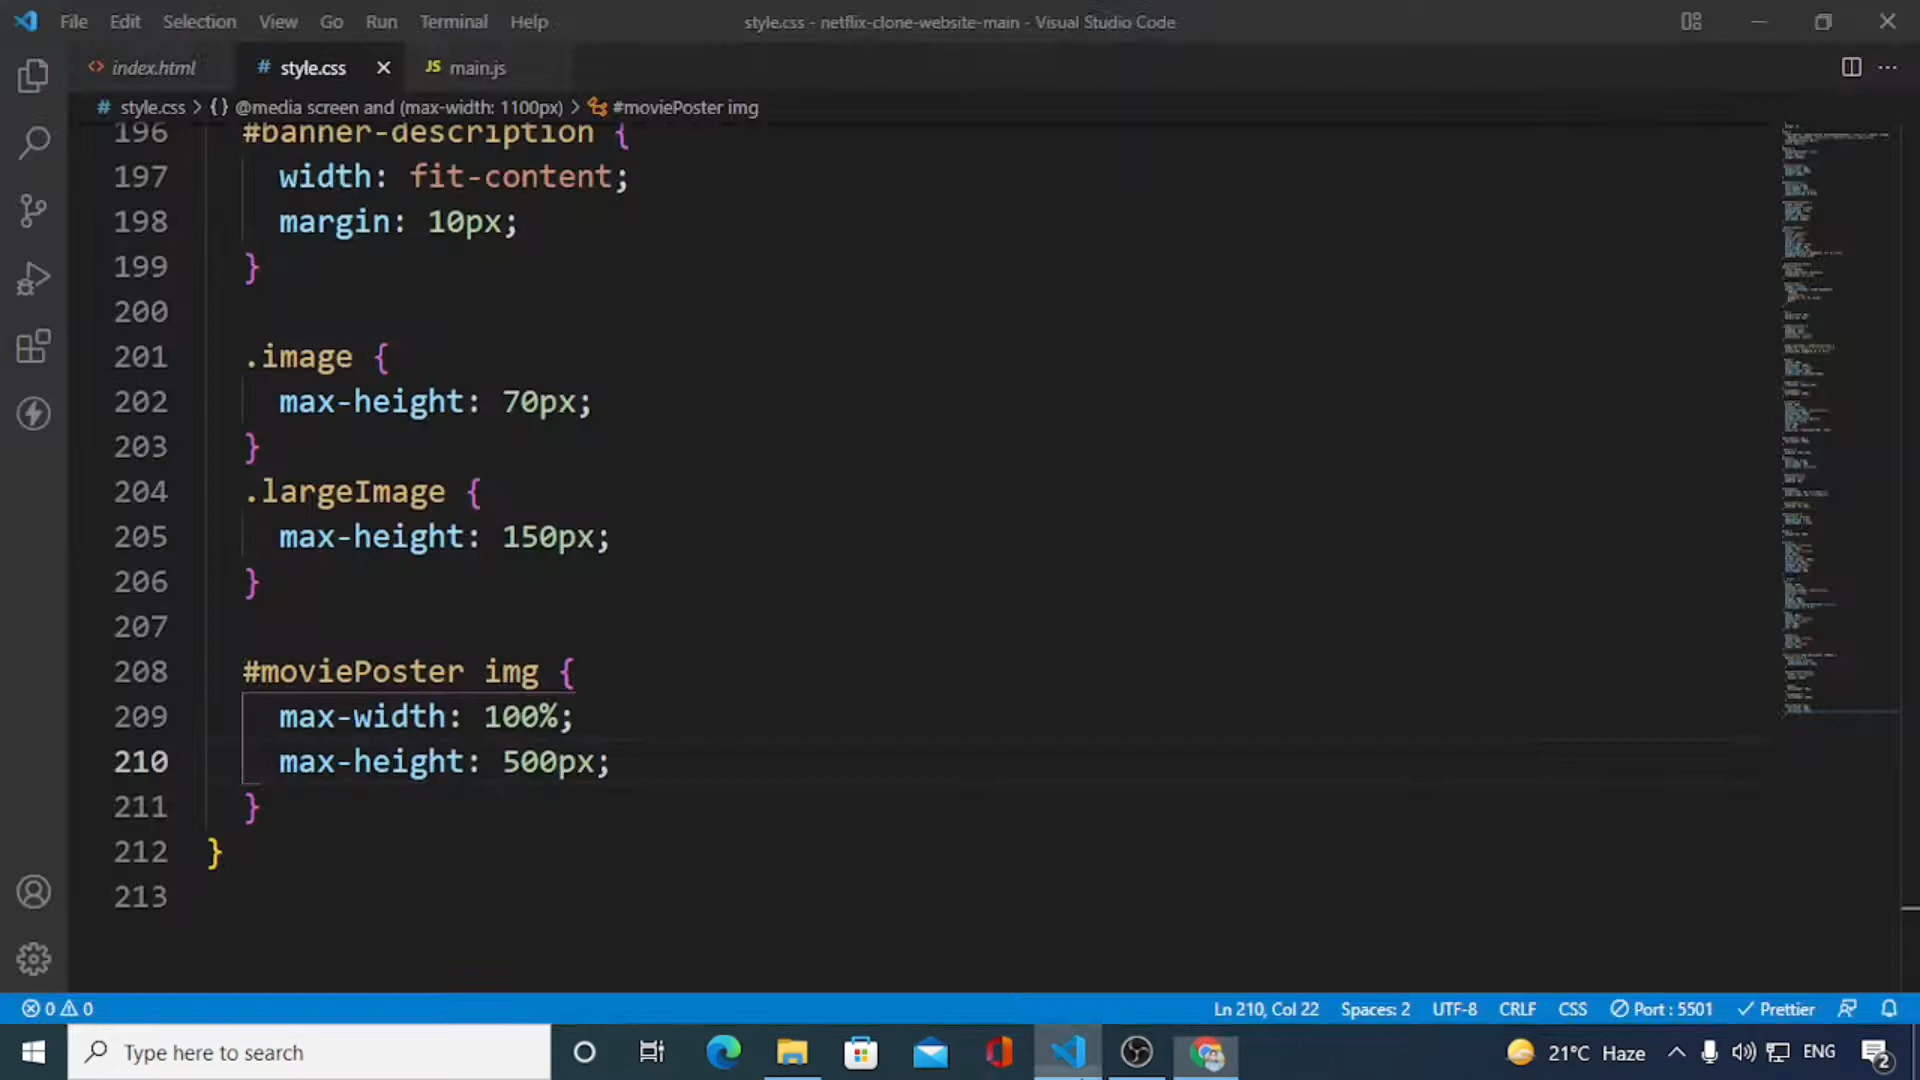 File Edit Selection View Go Run Terminal Help
style.css - netflix-clone-website-main - Visual Studio Code
<> index.html # style.css JS main.js
# style.css > {} @media screen and (max-width: 1100px) > #moviePoster img
196 #banner-description {
197 width: fit-content;
198 margin: 10px;
199 }
200
201 .image {
202 max-height: 70px;
203 }
204 .largeImage {
205 max-height: 150px;
206 }
207
208 #moviePoster img {
209 max-width: 100%;
210 max-height: 500px;
211 }
212 }
213
0 0 Ln 210, Col 22 Spaces: 2 UTF-8 CRLF CSS Port : 5501 Prettier
Type here to search 21°C Haze ENG 2